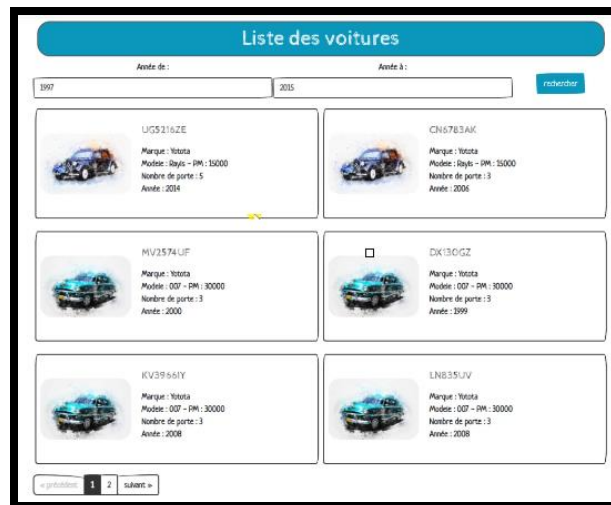 Liste des voitures
Année de :
Année à :
1997
2015
rechercher
UG5216ZE
Marque : Yotota
Modele : Rayis - PM : 15000
Nombre de porte : 5
Année : 2014
CN6783AK
Marque : Yotota
Modele : Rayis - PM : 15000
Nombre de porte : 3
Année : 2006
MV2574UF
Marque : Yotota
Modele : 007 - PM : 30000
Nombre de porte : 3
Année : 2000
DX130GZ
Marque : Yotota
Modele : 007 - PM : 30000
Nombre de porte : 3
Année : 1999
KV3966IY
Marque : Yotota
Modele : 007 - PM : 30000
Nombre de porte : 3
Année : 2008
LN835UV
Marque : Yotota
Modele : 007 - PM : 30000
Nombre de porte : 3
Année : 2008
« précédent 1 2 suivant »